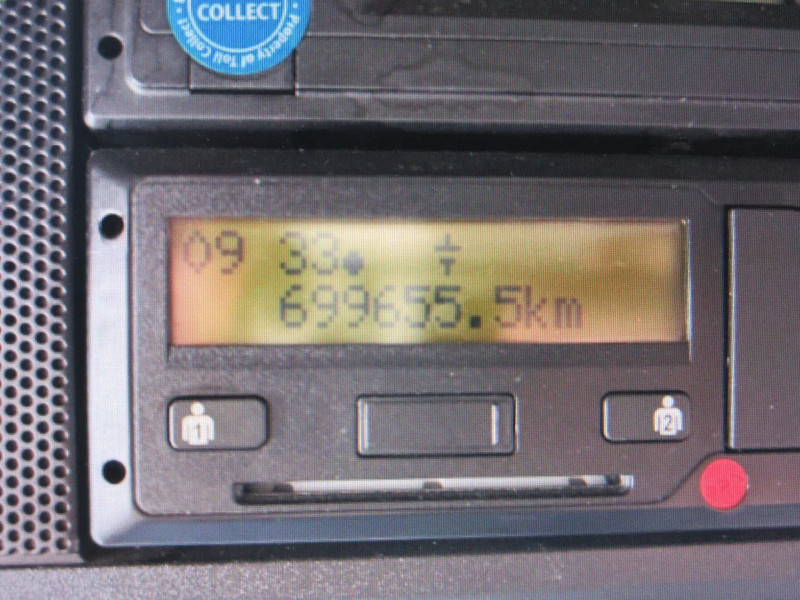 COLLECT
Property of Toll Collect
09 33
699655.5km
1
2